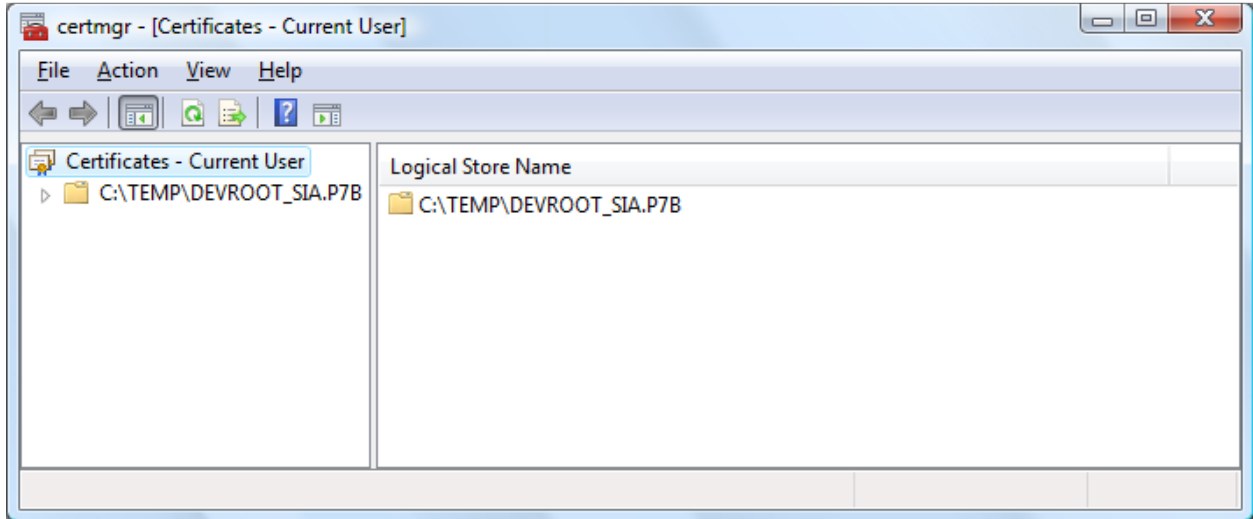 certmgr - [Certificates - Current User]
File Action View Help
Certificates - Current User
C:\TEMP\DEVROOT_SIA.P7B
Logical Store Name
C:\TEMP\DEVROOT_SIA.P7B